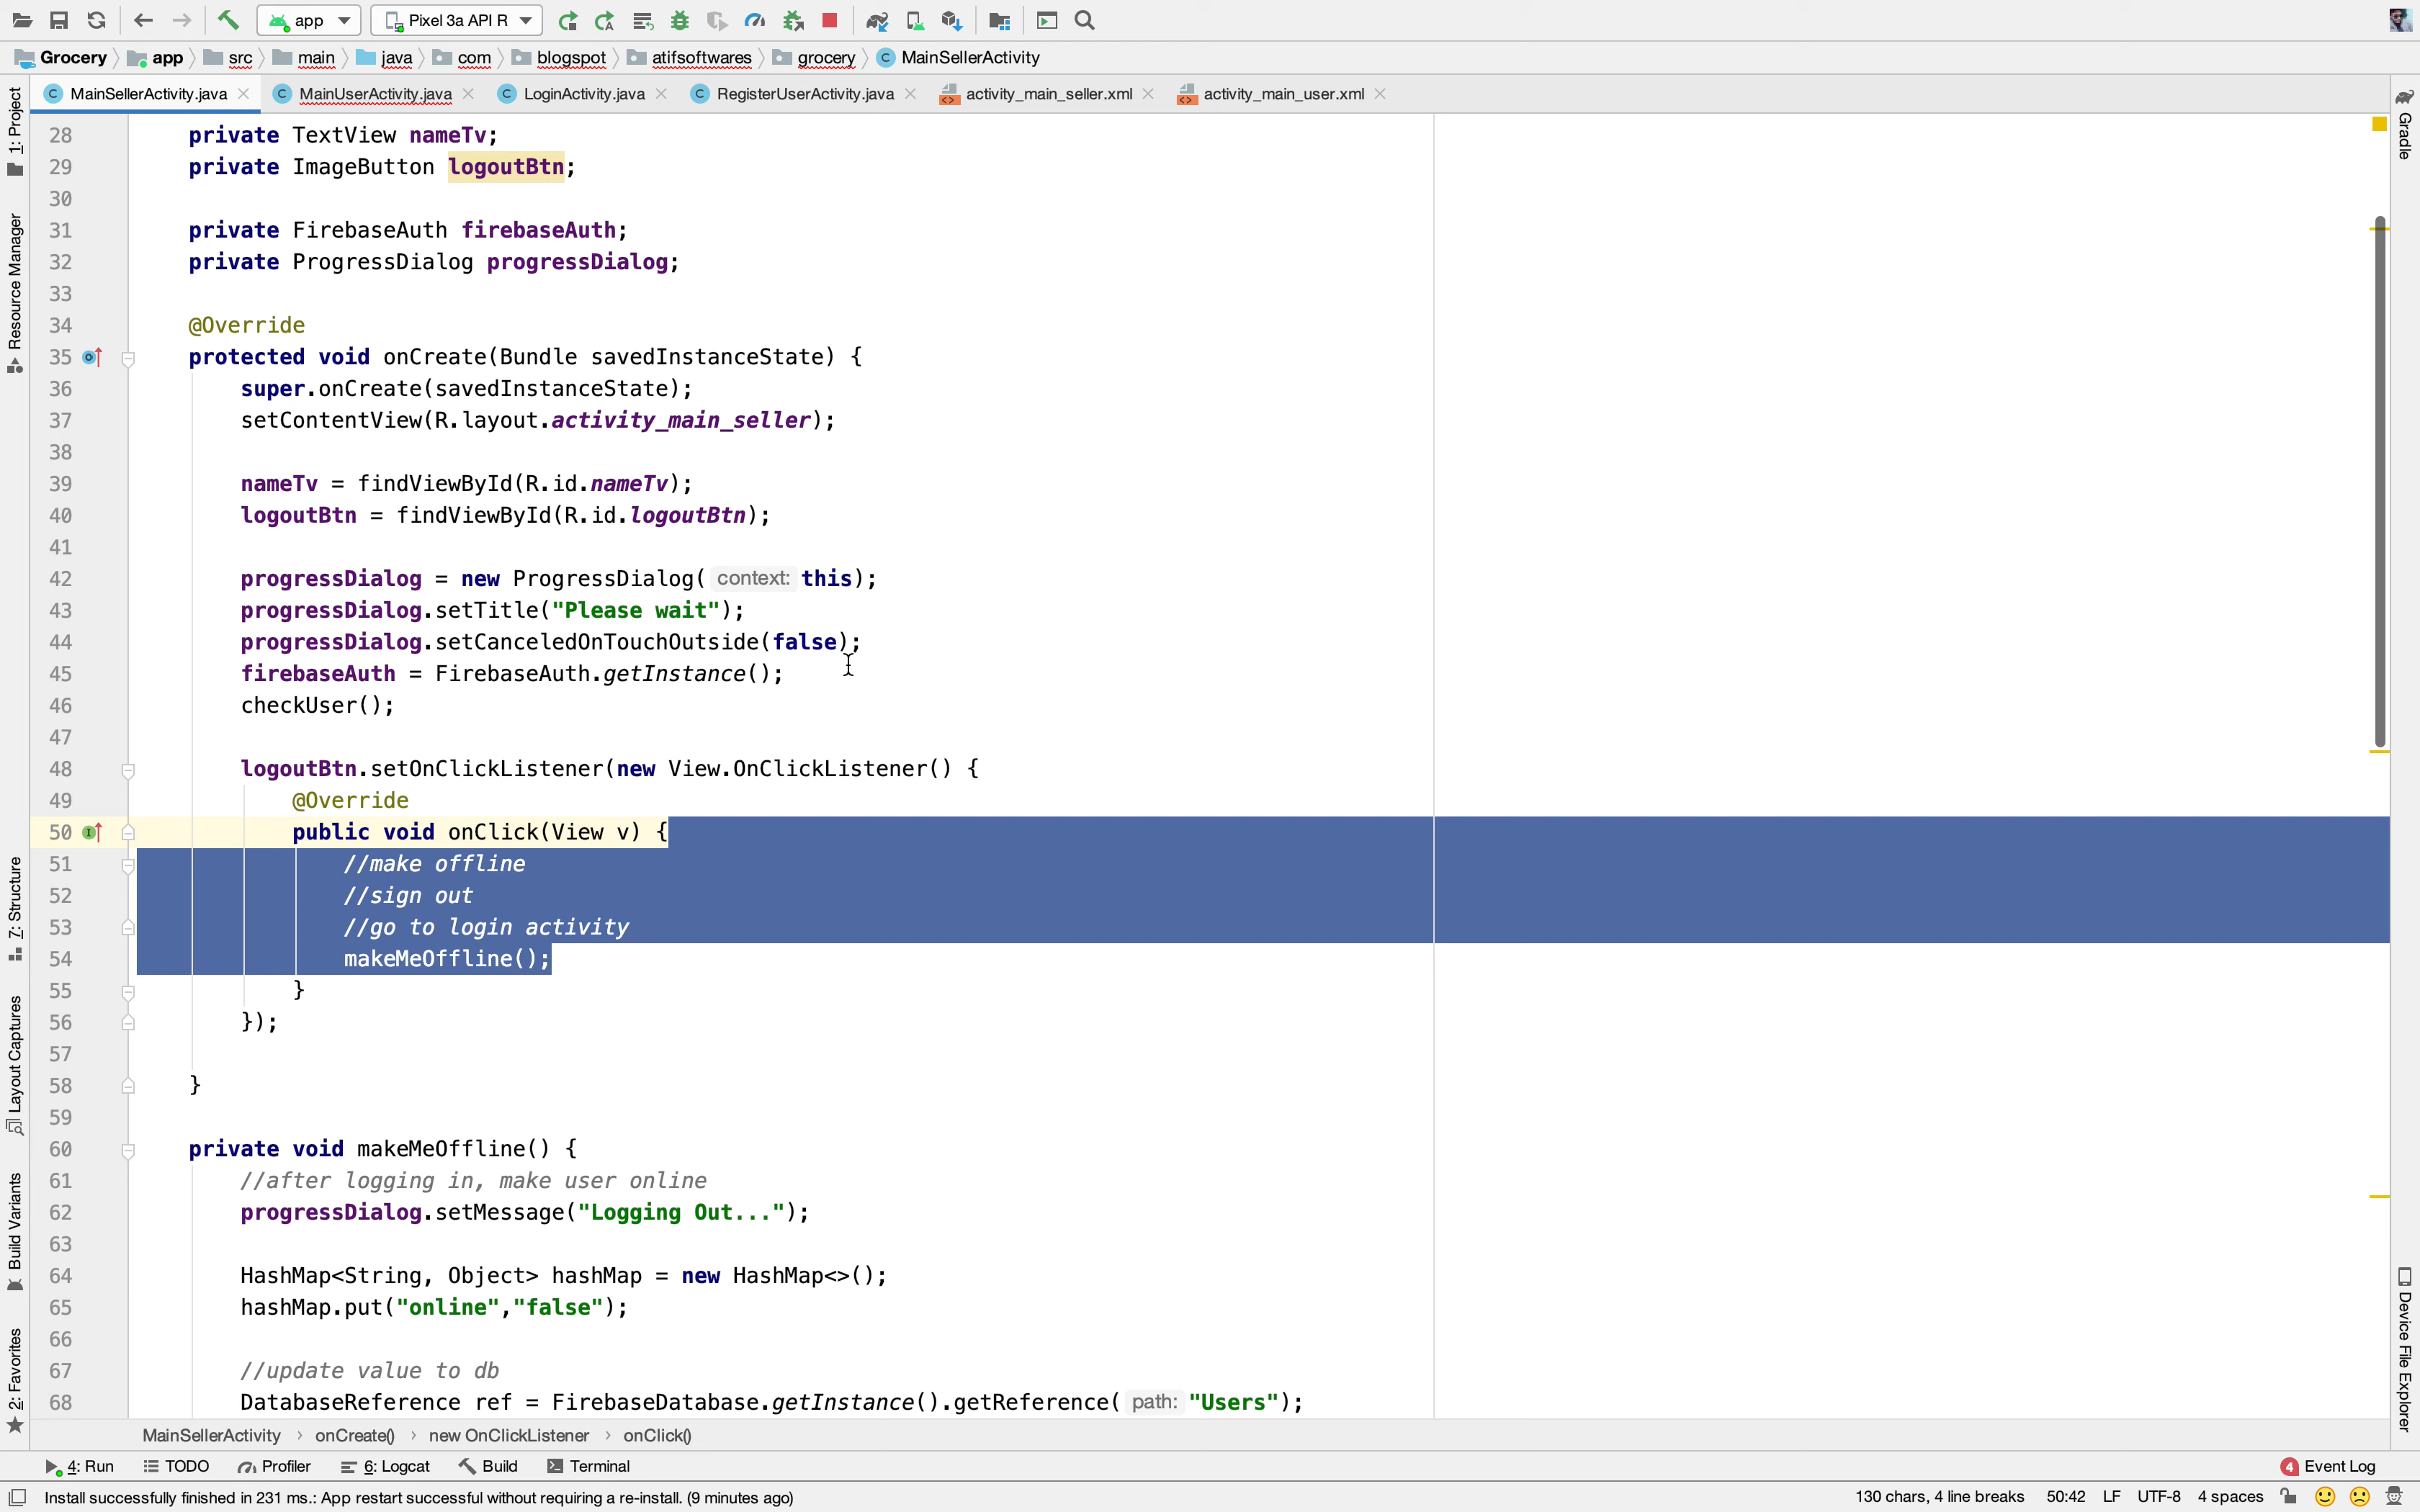 app
Pixel 3a API R
Grocery app src main java com blogspot atifsoftwares grocery MainSellerActivity
MainSellerActivity.java MainUserActivity.java LoginActivity.java RegisterUserActivity.java activity_main_seller.xml activity_main_user.xml
1: Project
Resource Manager
7: Structure
Layout Captures
Build Variants
2: Favorites
28 private TextView nameTv;
29 private ImageButton logoutBtn;
30
31 private FirebaseAuth firebaseAuth;
32 private ProgressDialog progressDialog;
33
34 @Override
35 protected void onCreate(Bundle savedInstanceState) {
36 super.onCreate(savedInstanceState);
37 setContentView(R.layout.activity_main_seller);
38
39 nameTv = findViewById(R.id.nameTv);
40 logoutBtn = findViewById(R.id.logoutBtn);
41
42 progressDialog = new ProgressDialog( context: this);
43 progressDialog.setTitle("Please wait");
44 progressDialog.setCanceledOnTouchOutside(false);
45 firebaseAuth = FirebaseAuth.getInstance();
46 checkUser();
47
48 logoutBtn.setOnClickListener(new View.OnClickListener() {
49 @Override
50 public void onClick(View v) {
51 //make offline
52 //sign out
53 //go to login activity
54 makeMeOffline();
55 }
56 });
57
58 }
59
60 private void makeMeOffline() {
61 //after logging in, make user online
62 progressDialog.setMessage("Logging Out...");
63
64 HashMap<String, Object> hashMap = new HashMap<>();
65 hashMap.put("online","false");
66
67 //update value to db
68 DatabaseReference ref = FirebaseDatabase.getInstance().getReference( path: "Users");
Gradle
Device File Explorer
MainSellerActivity › onCreate() › new OnClickListener › onClick()
4: Run TODO Profiler 6: Logcat Build Terminal 4 Event Log
Install successfully finished in 231 ms.: App restart successful without requiring a re-install. (9 minutes ago) 130 chars, 4 line breaks 50:42 LF UTF-8 4 spaces